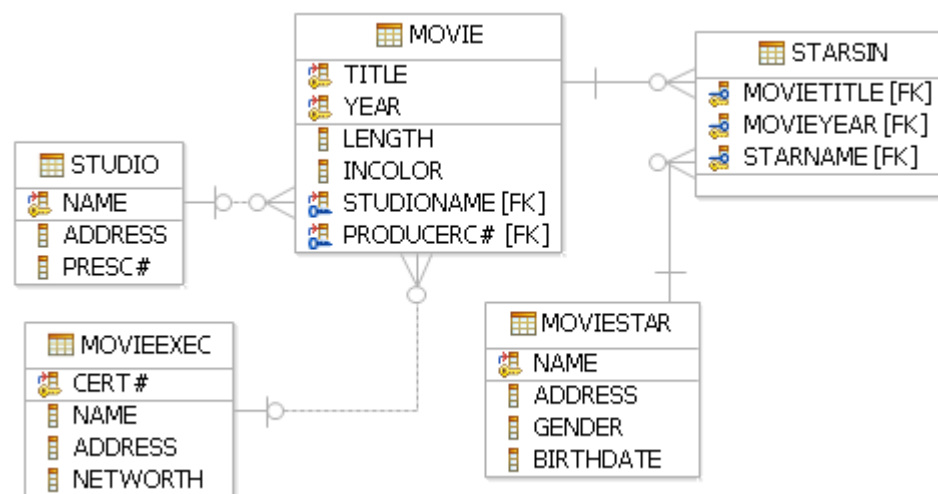 MOVIE
TITLE
YEAR
LENGTH
INCOLOR
STUDIONAME [FK]
PRODUCERC# [FK]
STARSIN
MOVIETITLE [FK]
MOVIEYEAR [FK]
STARNAME [FK]
STUDIO
NAME
ADDRESS
PRESC#
MOVIEEXEC
CERT#
NAME
ADDRESS
NETWORTH
MOVIESTAR
NAME
ADDRESS
GENDER
BIRTHDATE